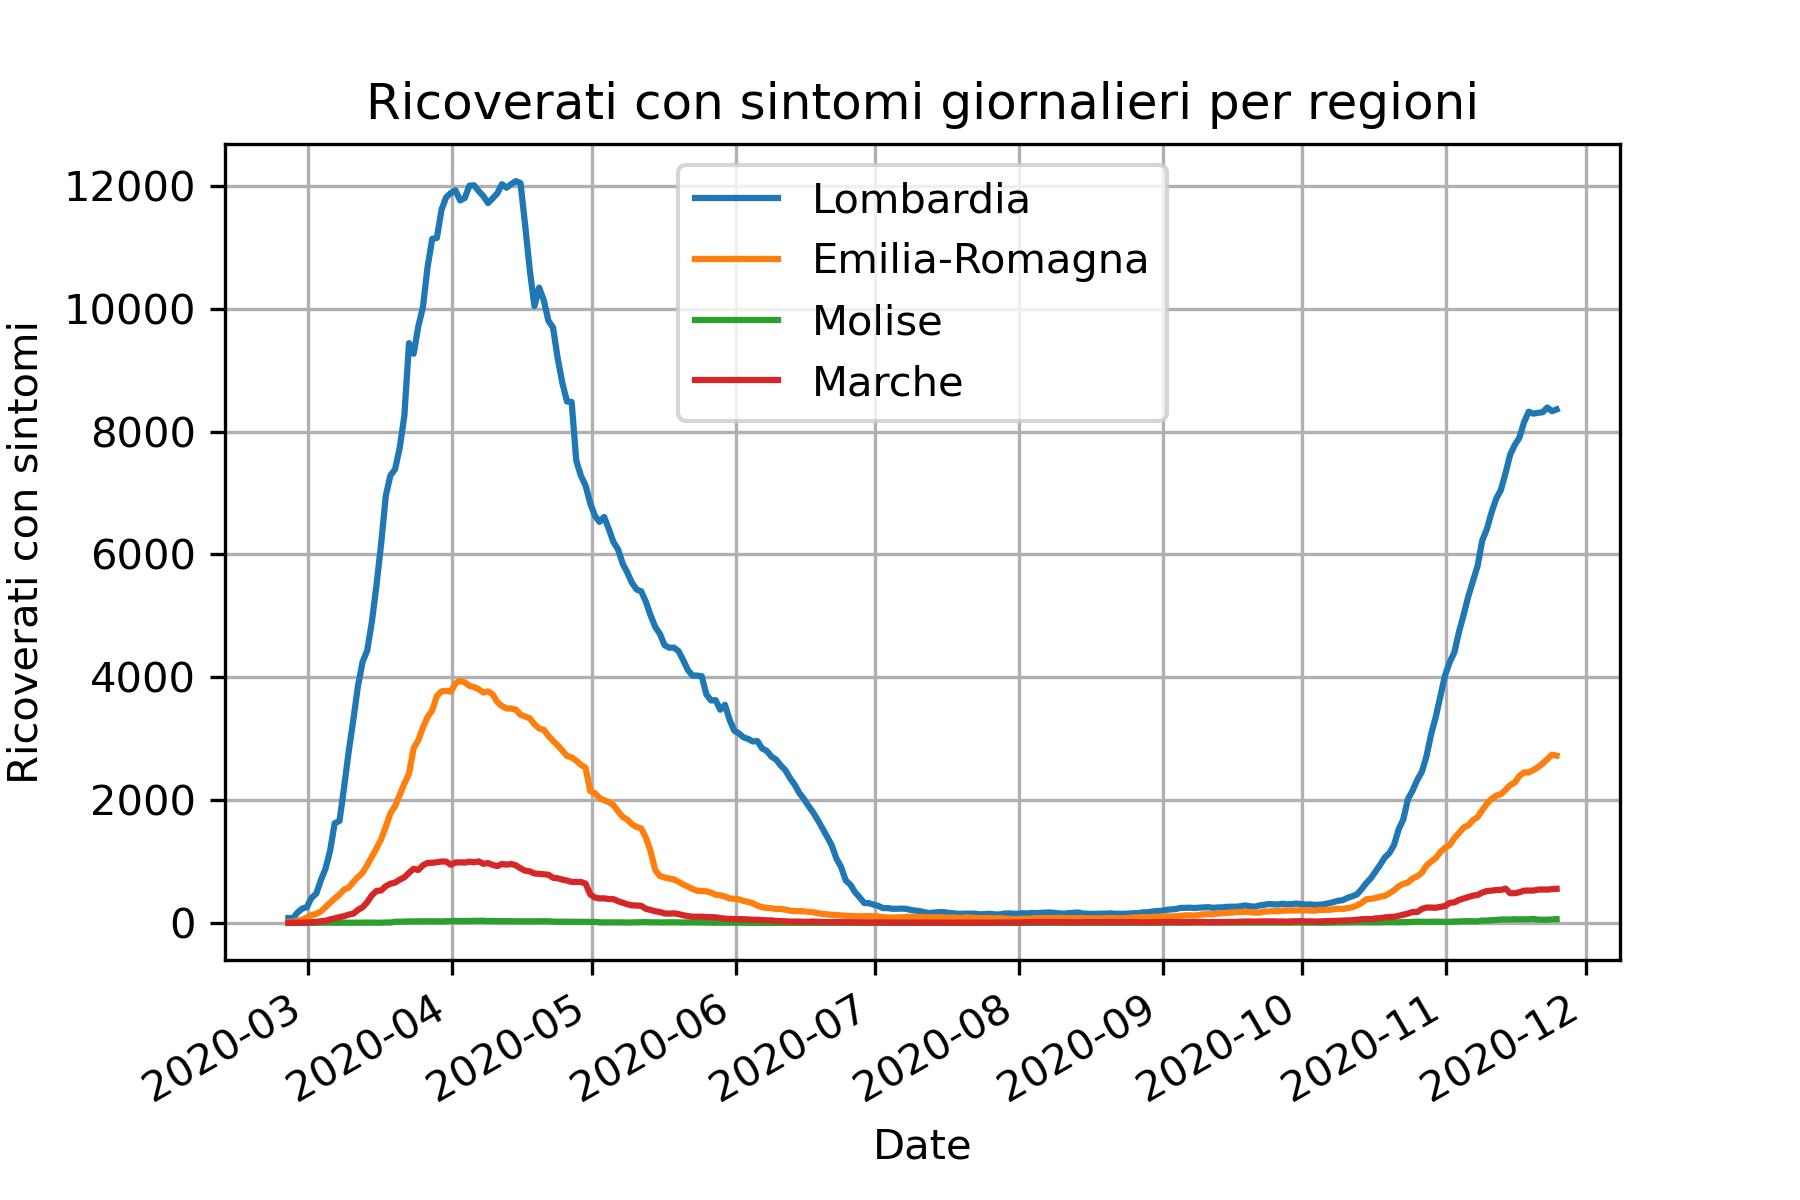 Ricoverati con sintomi giornalieri per regioni
Ricoverati con sintomi
12000
10000
8000
6000
4000
2000
0
Lombardia
Emilia-Romagna
Molise
Marche
2020-03
2020-04
2020-05
2020-06
2020-07
2020-08
2020-09
2020-10
2020-11
2020-12
Date